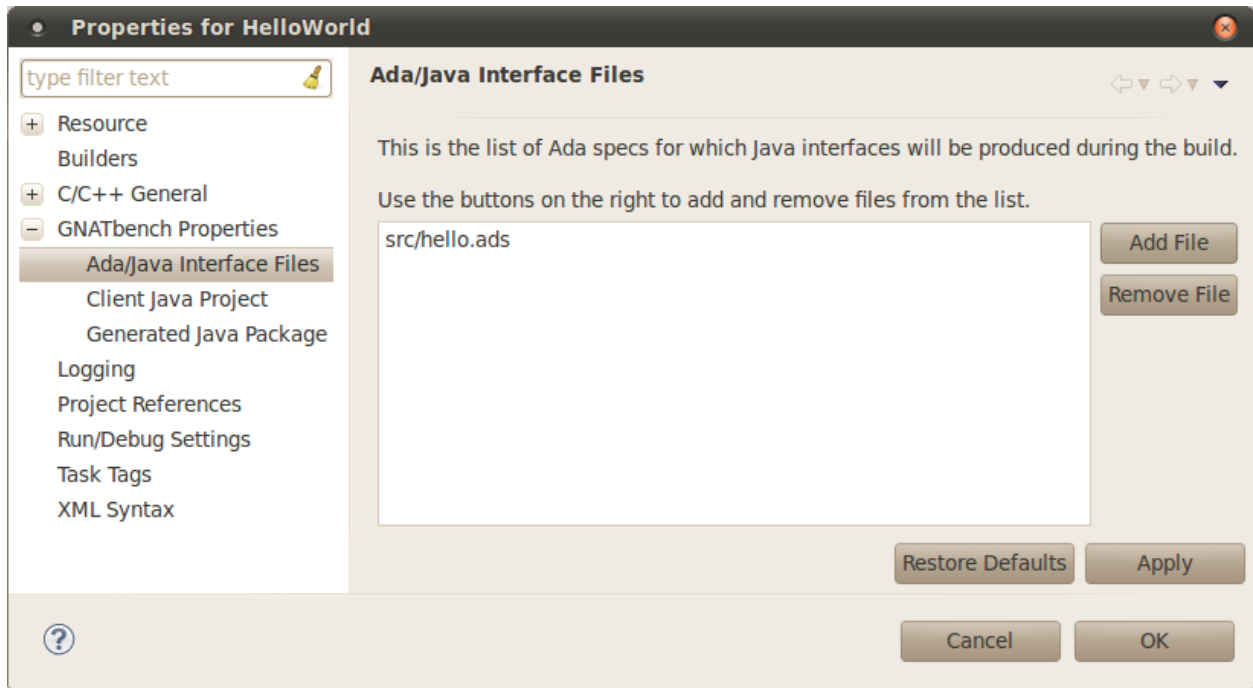 Properties for HelloWorld
type filter text
Resource
Builders
C/C++ General
GNATbench Properties
Ada/Java Interface Files
Client Java Project
Generated Java Package
Logging
Project References
Run/Debug Settings
Task Tags
XML Syntax
Ada/Java Interface Files
This is the list of Ada specs for which Java interfaces will be produced during the build.
Use the buttons on the right to add and remove files from the list.
src/hello.ads
Add File
Remove File
Restore Defaults
Apply
Cancel
OK